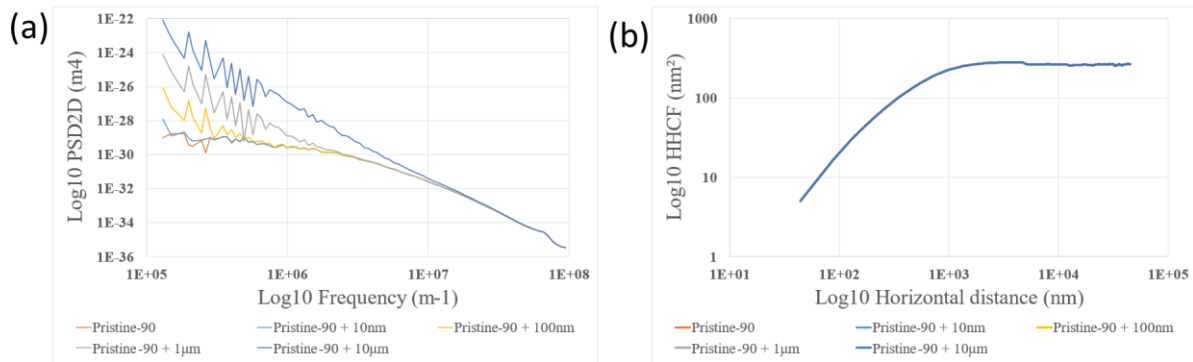 (a)
Log10 PSD2D (m4)
1E-22
1E-24
1E-26
1E-28
1E-30
1E-32
1E-34
1E-36
1E+05 1E+06 1E+07 1E+08
Log10 Frequency (m-1)
Pristine-90 Pristine-90 + 10nm Pristine-90 + 100nm
Pristine-90 + 1µm Pristine-90 + 10µm
(b)
Log10 HHCF (nm²)
1000
100
10
1
1E+01 1E+02 1E+03 1E+04 1E+05
Log10 Horizontal distance (nm)
Pristine-90 Pristine-90 + 10nm Pristine-90 + 100nm
Pristine-90 + 1µm Pristine-90 + 10µm